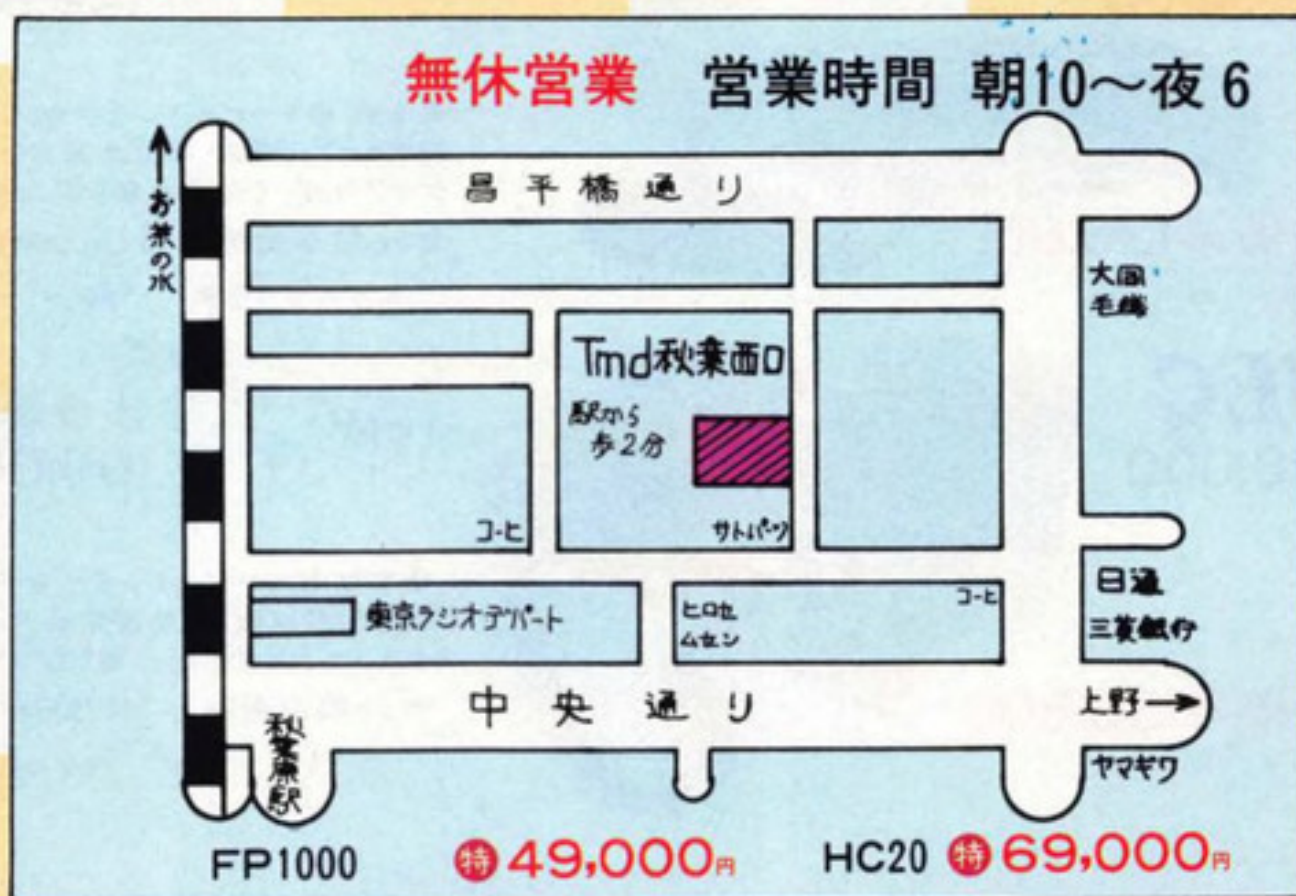 無休営業 営業時間 朝10〜夜6
↑お茶の水
昌平橋通り
大同
毛織
Tmd秋葉西口
駅から
歩2分
コーヒ
サトパーツ
日通
三菱銀行
東京ラジオデパート
ヒロセ
ムセン
コーヒ
中央通り
上野→
秋葉原駅
ヤマギワ
FP1000 特49,000円 HC20 特69,000円